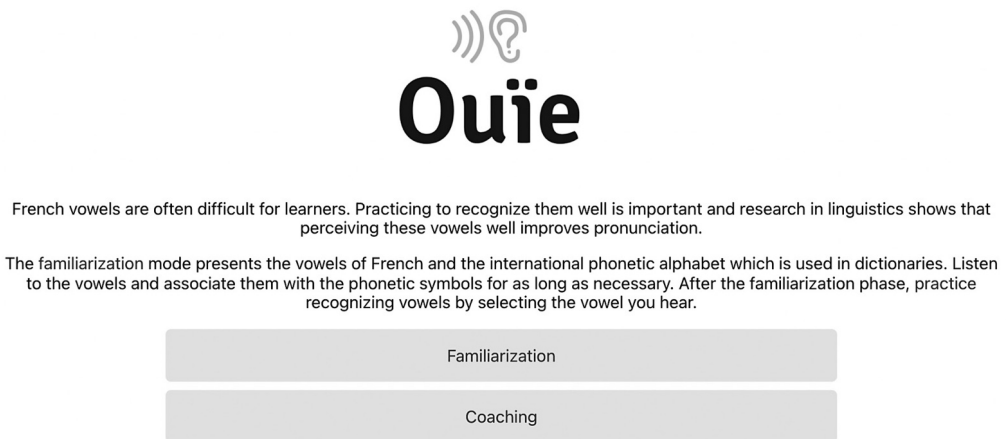 Ouïe
French vowels are often difficult for learners. Practicing to recognize them well is important and research in linguistics shows that
perceiving these vowels well improves pronunciation.
The familiarization mode presents the vowels of French and the international phonetic alphabet which is used in dictionaries. Listen
to the vowels and associate them with the phonetic symbols for as long as necessary. After the familiarization phase, practice
recognizing vowels by selecting the vowel you hear.
Familiarization
Coaching